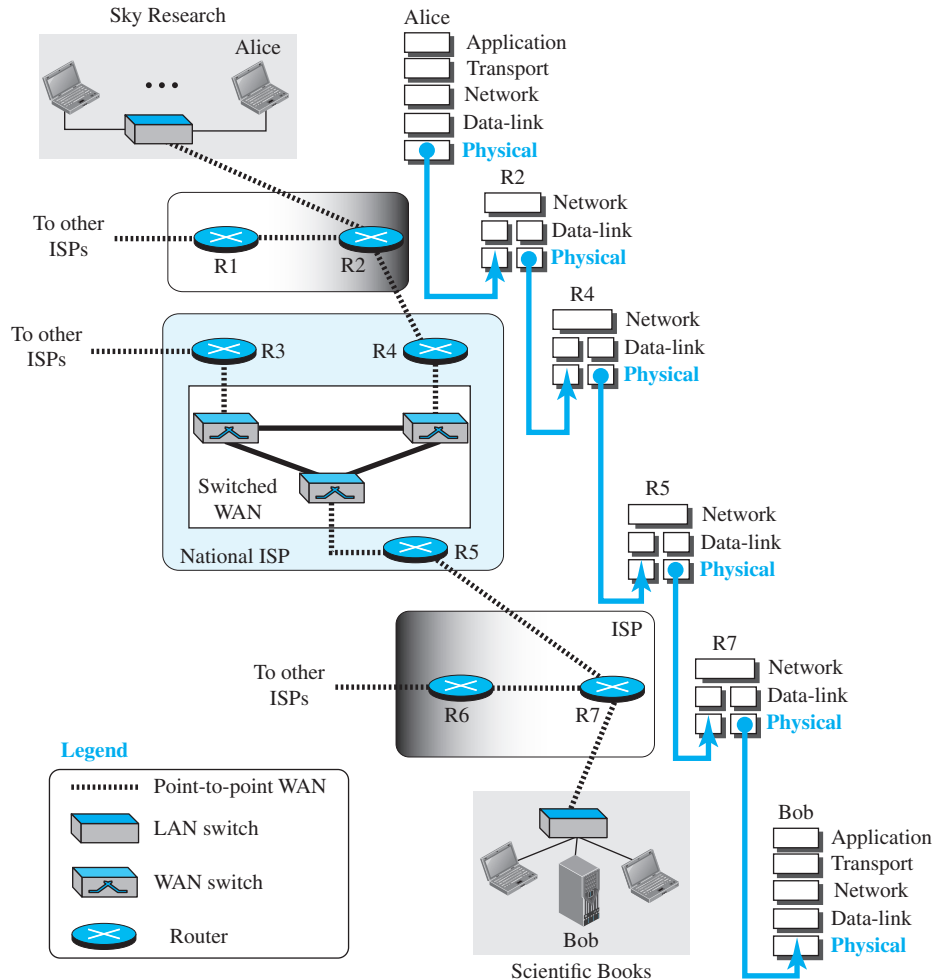 Sky Research
Alice
To other
ISPs
R1
R2
To other
ISPs
R3
R4
Switched
WAN
National ISP
R5
ISP
To other
ISPs
R6
R7
Bob
Scientific Books
Alice
Application
Transport
Network
Data-link
Physical
R2
Network
Data-link
Physical
R4
Network
Data-link
Physical
R5
Network
Data-link
Physical
R7
Network
Data-link
Physical
Bob
Application
Transport
Network
Data-link
Physical
Legend
Point-to-point WAN
LAN switch
WAN switch
Router